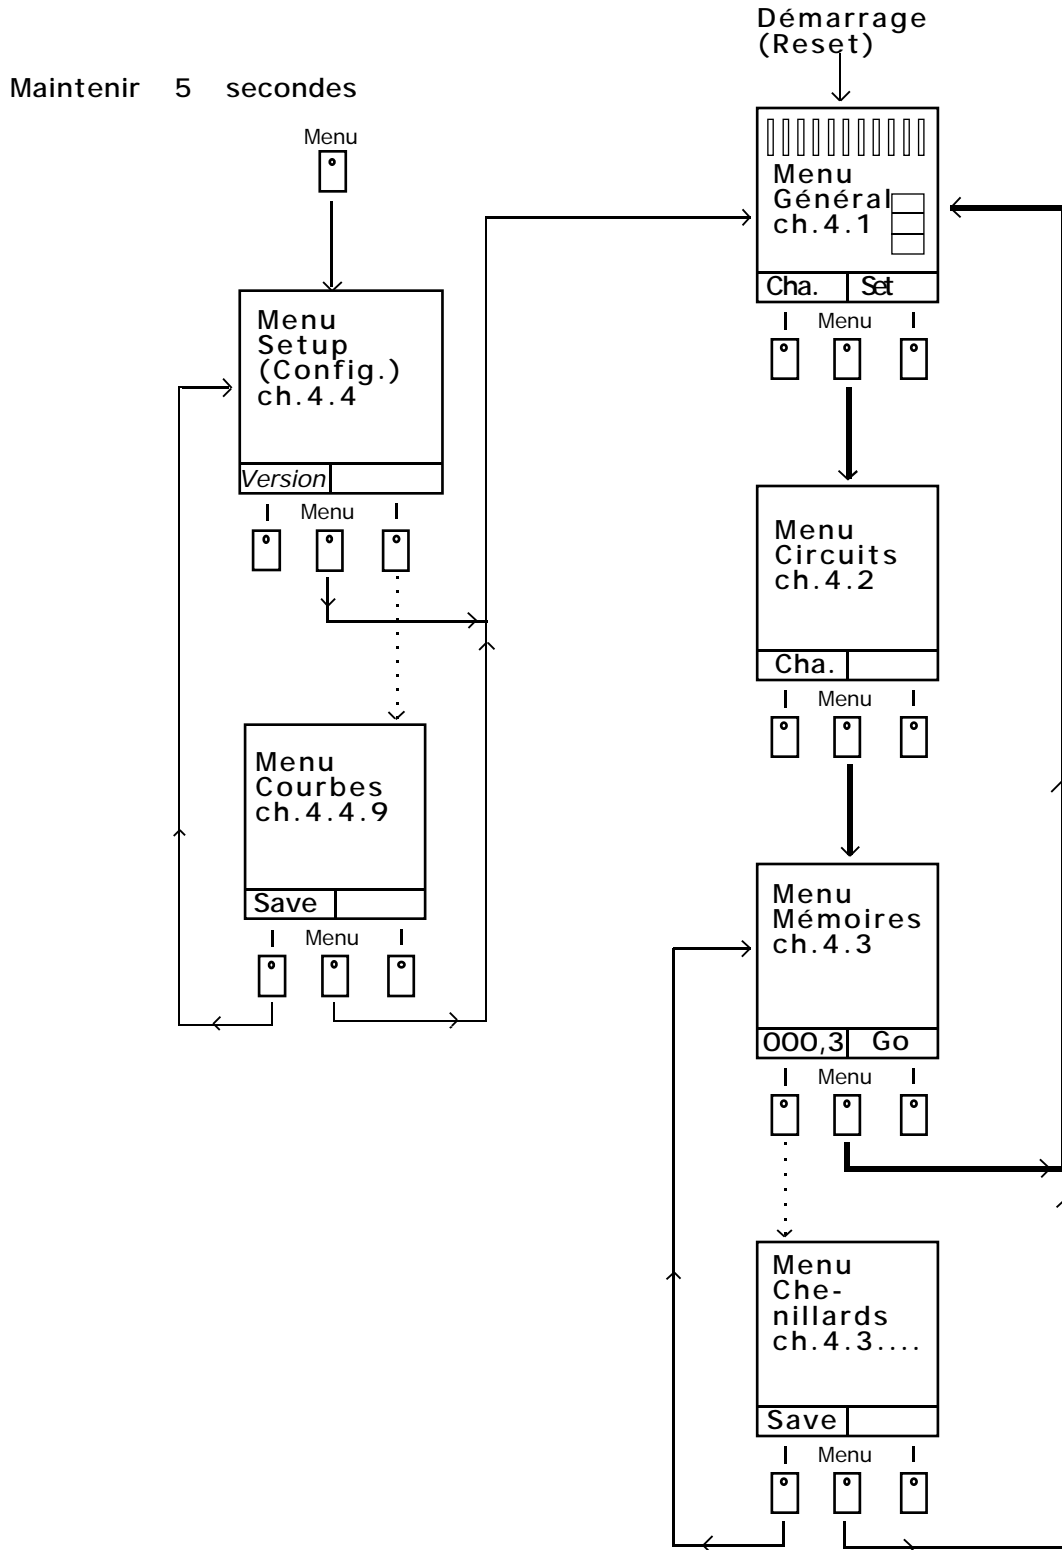 Démarrage
(Reset)
Maintenir 5 secondes
Menu
Menu
Setup
(Config.)
ch.4.4
Version
Menu
Menu
Courbes
ch.4.4.9
Save
Menu
Menu
Général
ch.4.1
Cha. Set
Menu
Menu
Circuits
ch.4.2
Cha.
Menu
Menu
Mémoires
ch.4.3
000,3 Go
Menu
Menu
Che-
nillards
ch.4.3....
Save
Menu